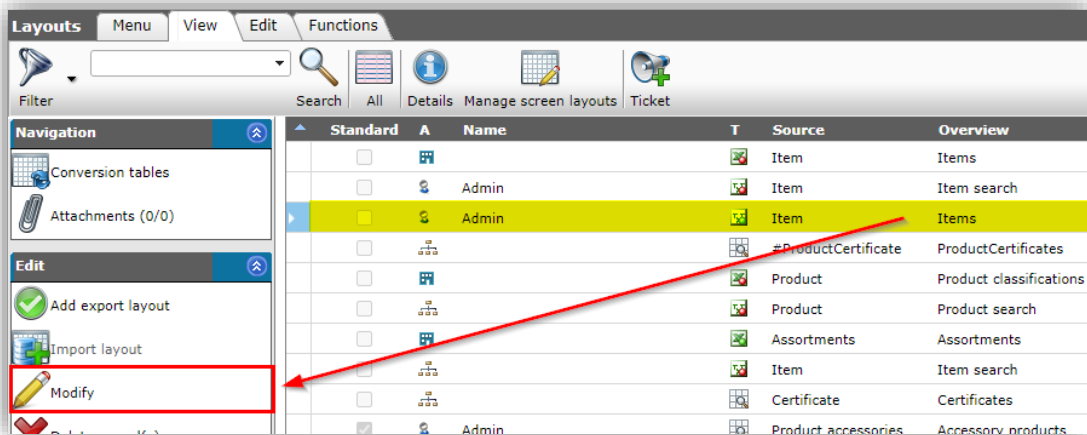 Layouts Menu View Edit Functions
Filter Search All Details Manage screen layouts Ticket
Navigation
Conversion tables
Attachments (0/0)
Edit
Add export layout
Import layout
Modify
Standard A Name T Source Overview
Item Items
Admin Item Item search
Admin Item Items
#ProductCertificate ProductCertificates
Product Product classifications
Product Product search
Assortments Assortments
Item Item search
Certificate Certificates
Admin Product accessories Accessory products